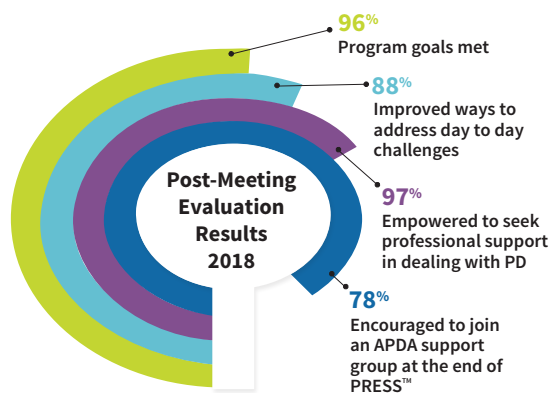 96%
Program goals met
88%
Improved ways to
address day to day
challenges
97%
Empowered to seek
professional support
in dealing with PD
78%
Encouraged to join
an APDA support
group at the end of
PRESS™
Post-Meeting
Evaluation
Results
2018